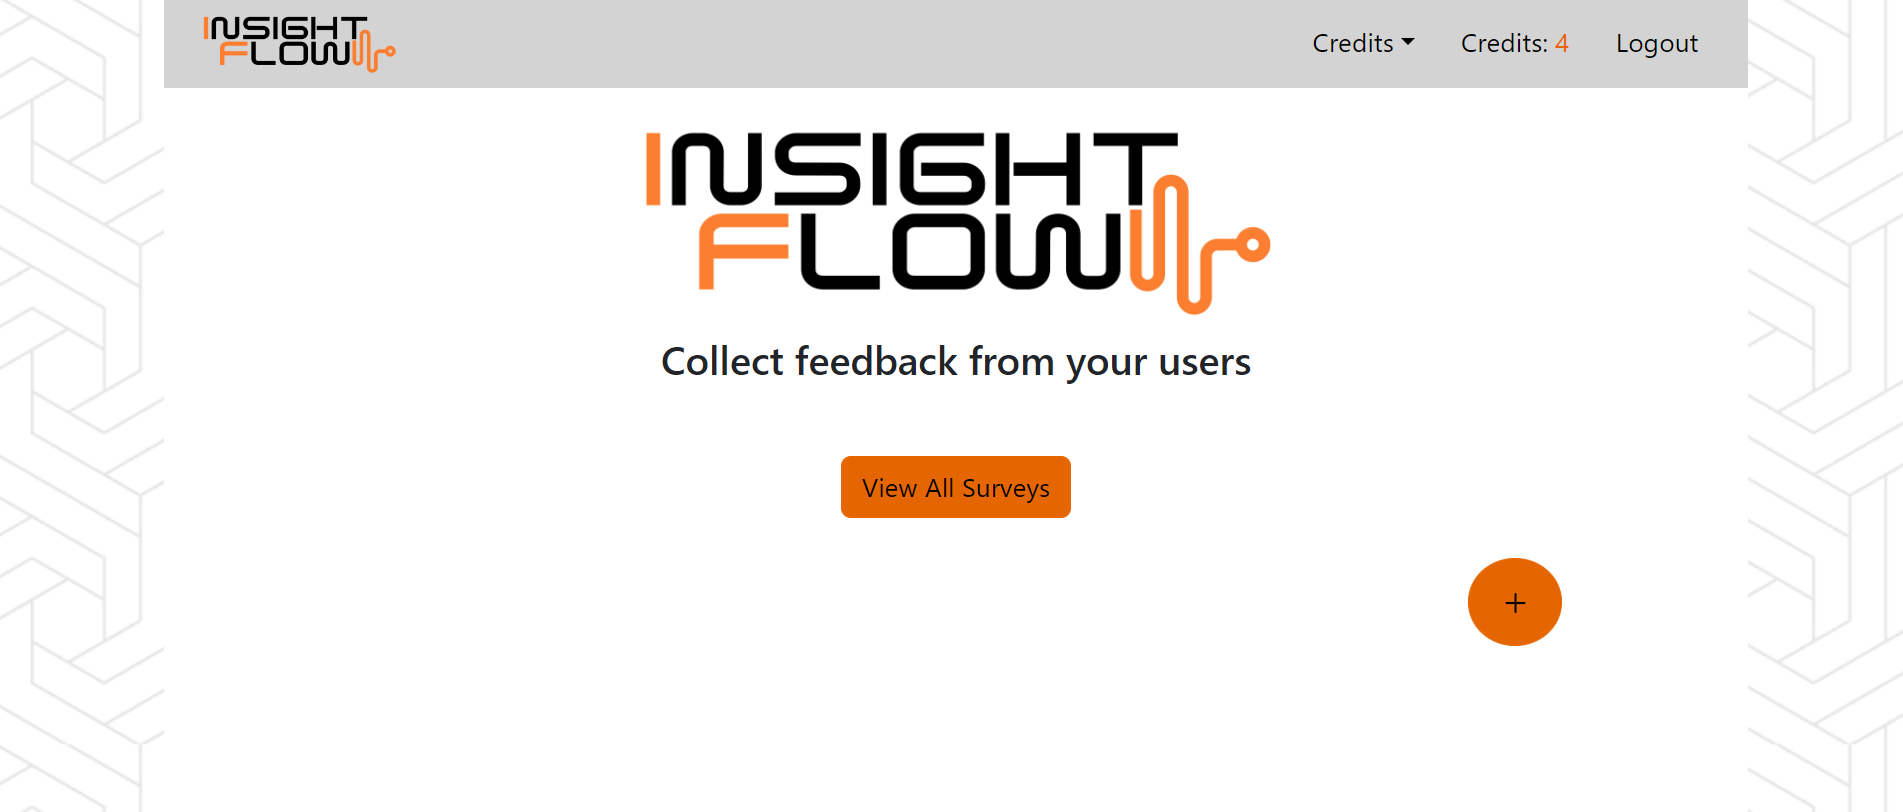 INSIGHT
FLOW
Credits
Credits: 4
Logout
INSIGHT
FLOW
Collect feedback from your users
View All Surveys
+